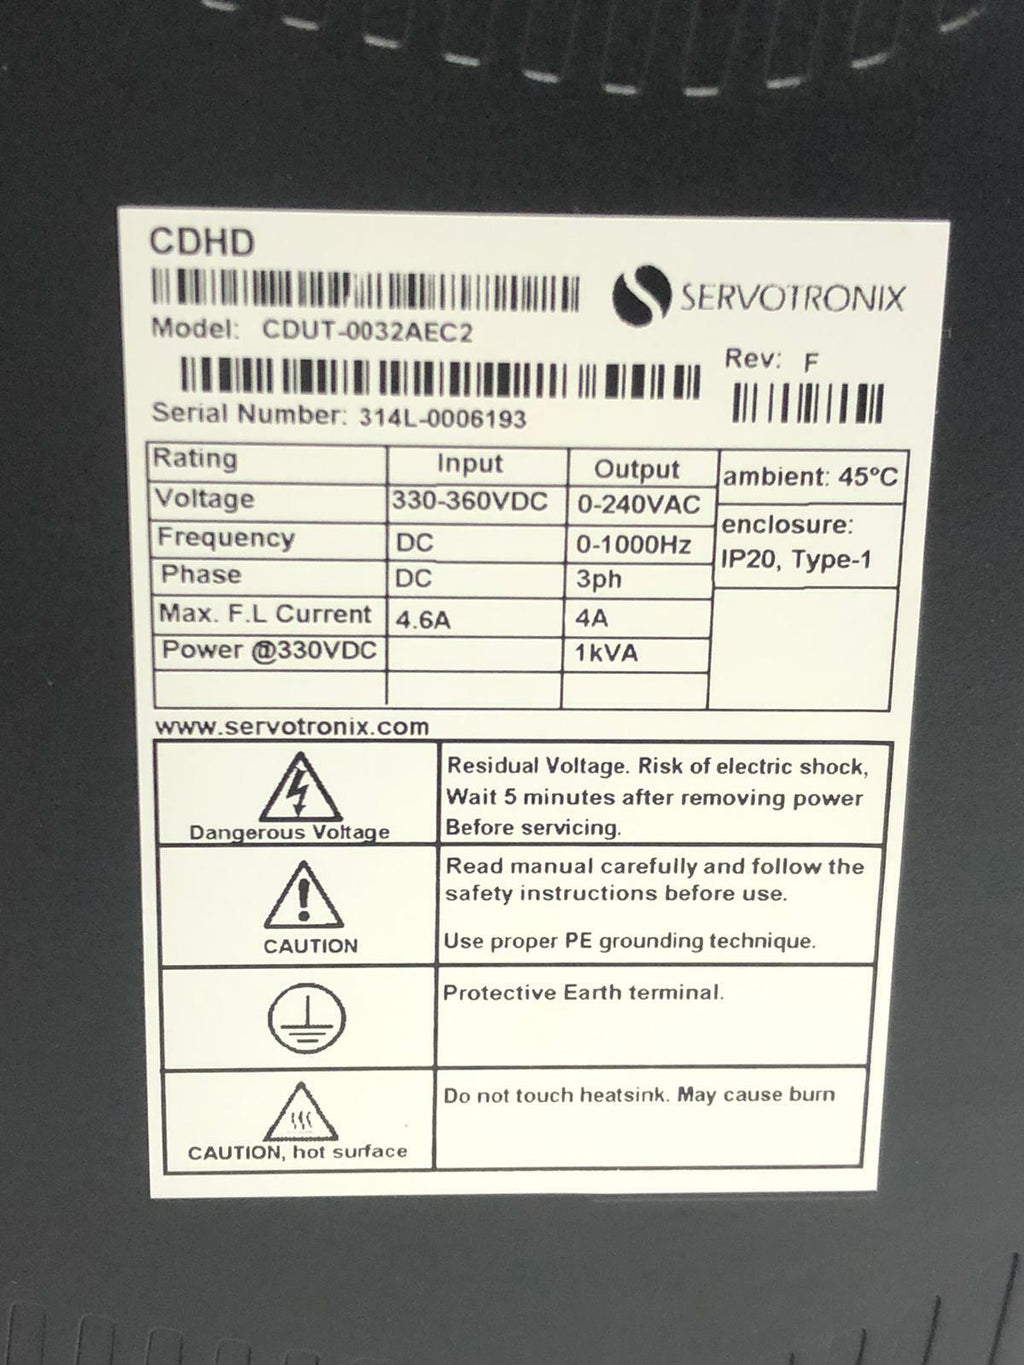 CDHD
SERVOTRONIX
Model: CDUT-0032AEC2
Rev: F
Serial Number: 314L-0006193
Rating Input Output
ambient: 45°C
Voltage 330-360VDC 0-240VAC
enclosure:
IP20, Type-1
Frequency DC 0-1000Hz
Phase DC 3ph
Max. F.L Current 4.6A 4A
Power @330VDC 1kVA
www.servotronix.com
Dangerous Voltage
Residual Voltage. Risk of electric shock,
Wait 5 minutes after removing power
Before servicing.
CAUTION
Read manual carefully and follow the
safety instructions before use.
Use proper PE grounding technique.
Protective Earth terminal.
CAUTION, hot surface
Do not touch heatsink. May cause burn